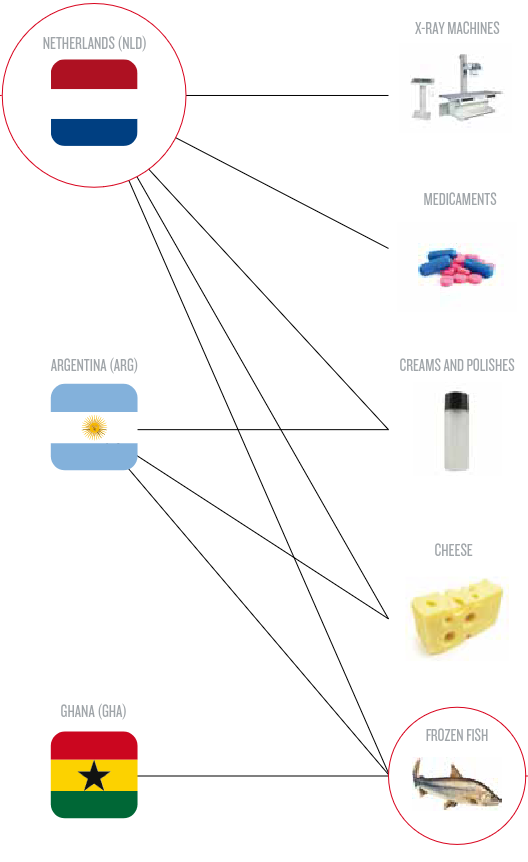 NETHERLANDS (NLD)
X-RAY MACHINES
MEDICAMENTS
ARGENTINA (ARG)
CREAMS AND POLISHES
CHEESE
GHANA (GHA)
FROZEN FISH